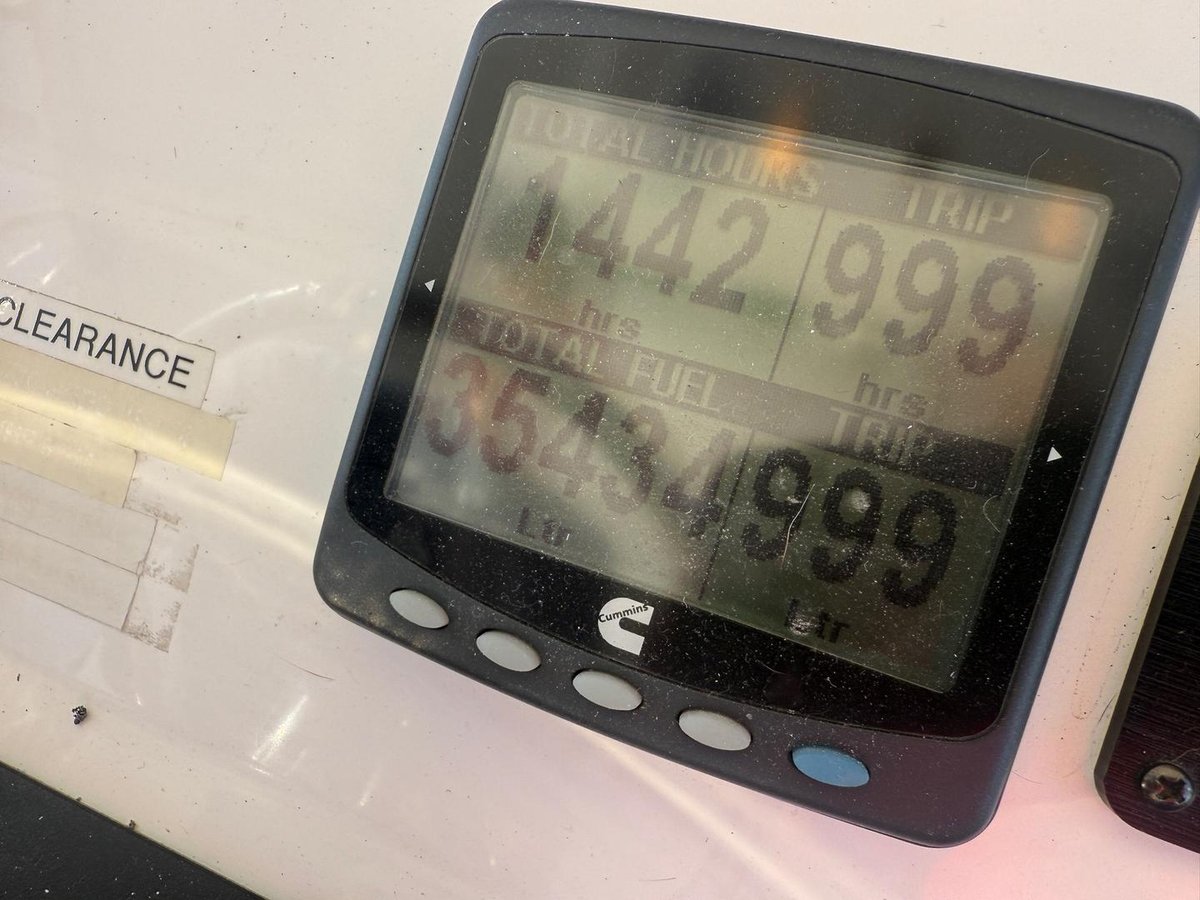 CLEARANCE
TOTAL HOURS TRIP
1442 999
hrs hrs
TOTAL FUEL TRIP
35434 999
Ltr Ltr
Cummins